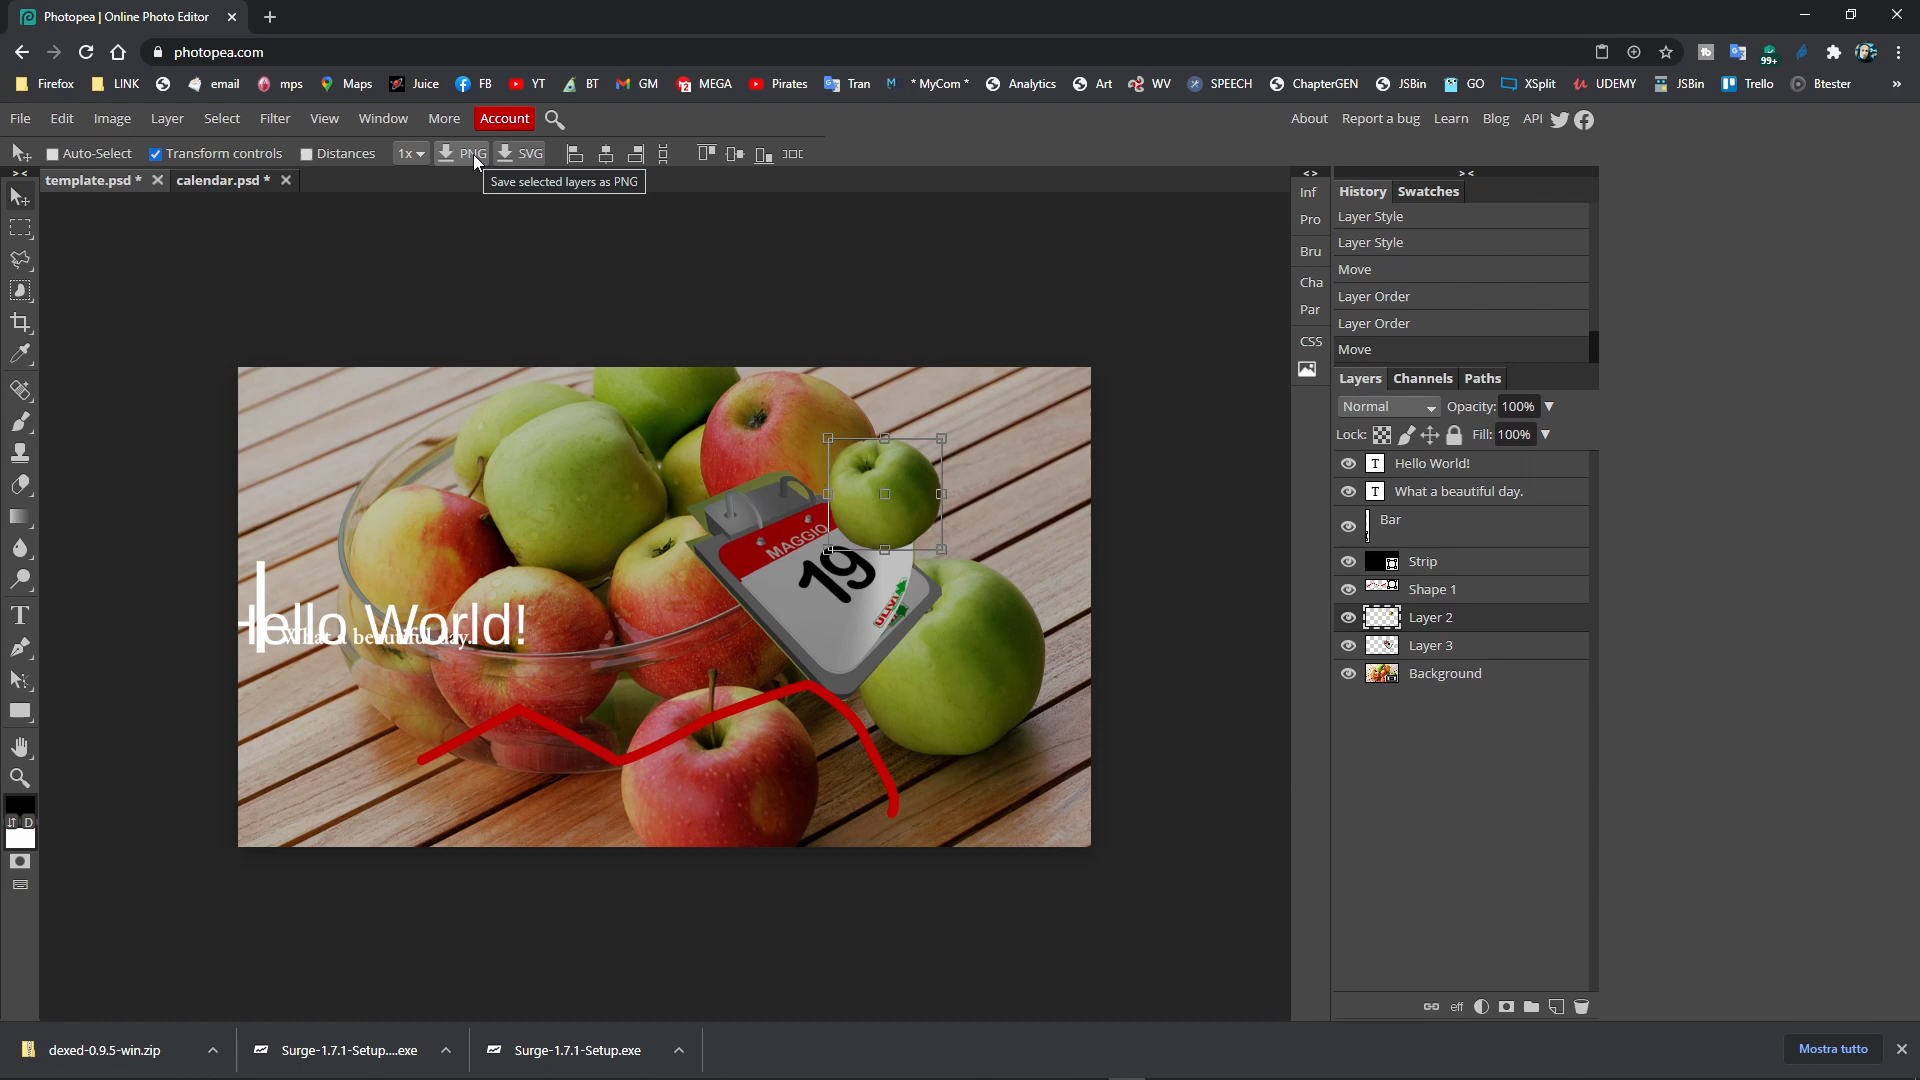 Photopea | Online Photo Editor
photopea.com
99+
Firefox LINK email mps Maps Juice FB YT BT GM MEGA Pirates Tran * MyCom * Analytics Art WV SPEECH ChapterGEN JSBin GO XSplit UDEMY JSBin Trello Btester »
File Edit Image Layer Select Filter View Window More Account About Report a bug Learn Blog API
Auto-Select Transform controls Distances 1x PNG SVG
template.psd * calendar.psd *
Save selected layers as PNG
Inf
Pro
Bru
Cha
Par
CSS
History Swatches
Layer Style
Layer Style
Move
Layer Order
Layer Order
Move
Layers Channels Paths
Normal Opacity: 100%
Lock: Fill: 100%
T Hello World!
T What a beautiful day.
Bar
Strip
Shape 1
Layer 2
Layer 3
Background
eff
MAGGIO
19
ULIVI
Hello World!
What a beautiful day.
T
D
dexed-0.9.5-win.zip Surge-1.7.1-Setup....exe Surge-1.7.1-Setup.exe Mostra tutto